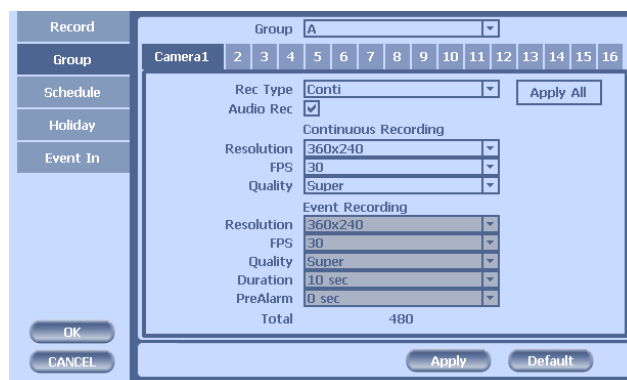 Record
Group
Schedule
Holiday
Event In
OK
CANCEL
Group A
Camera1 2 3 4 5 6 7 8 9 10 11 12 13 14 15 16
Rec Type Conti Apply All
Audio Rec
Continuous Recording
Resolution 360x240
FPS 30
Quality Super
Event Recording
Resolution 360x240
FPS 30
Quality Super
Duration 10 sec
PreAlarm 0 sec
Total 480
Apply Default